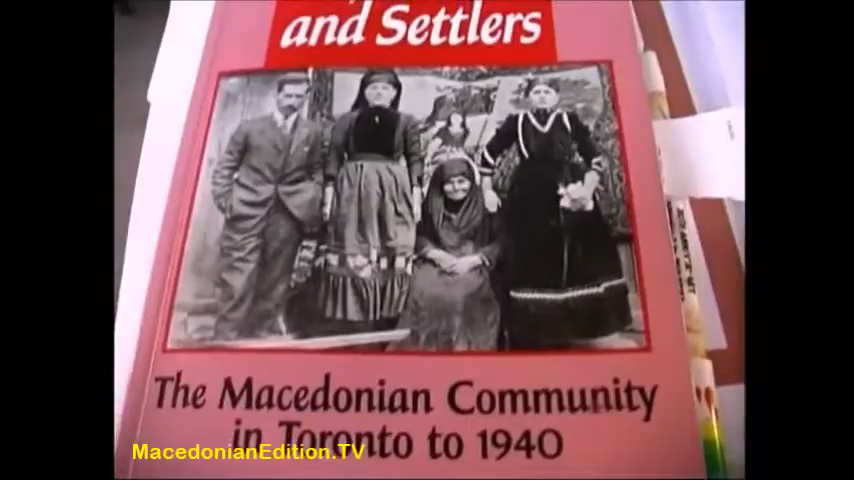 and Settlers
The Macedonian Community
in Toronto to 1940
MacedonianEdition.TV